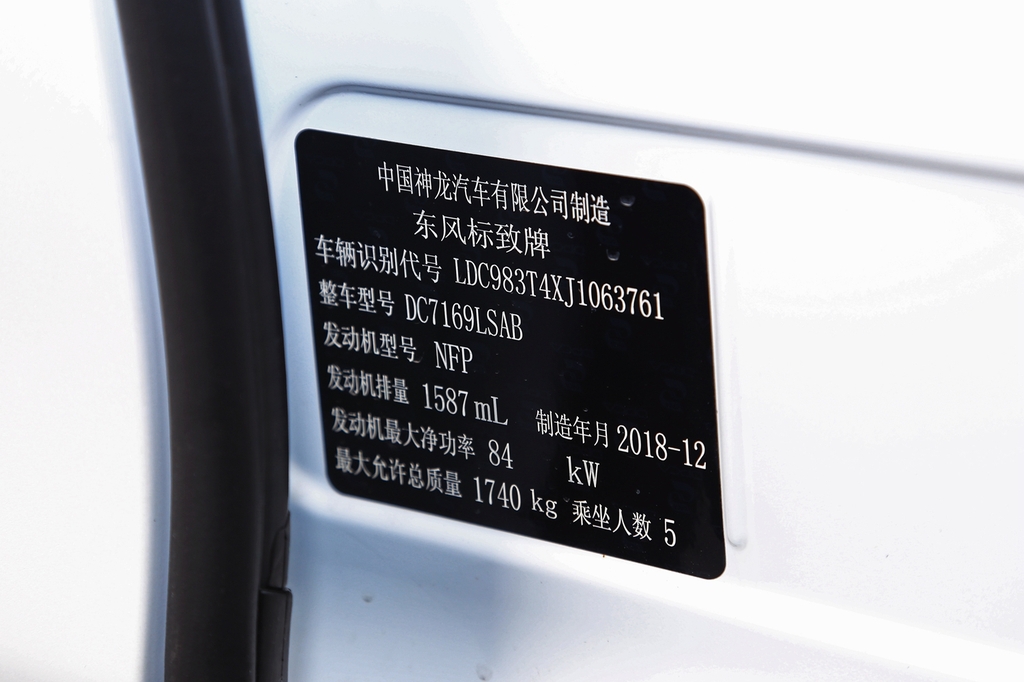 中国神龙汽车有限公司制造
东风标致牌
车辆识别代号 LDC983T4XJ1063761
整车型号 DC7169LSAB
发动机型号 NFP
发动机排量 1587mL 制造年月 2018-12
发动机最大净功率 84 kW
最大允许总质量 1740 kg 乘坐人数 5